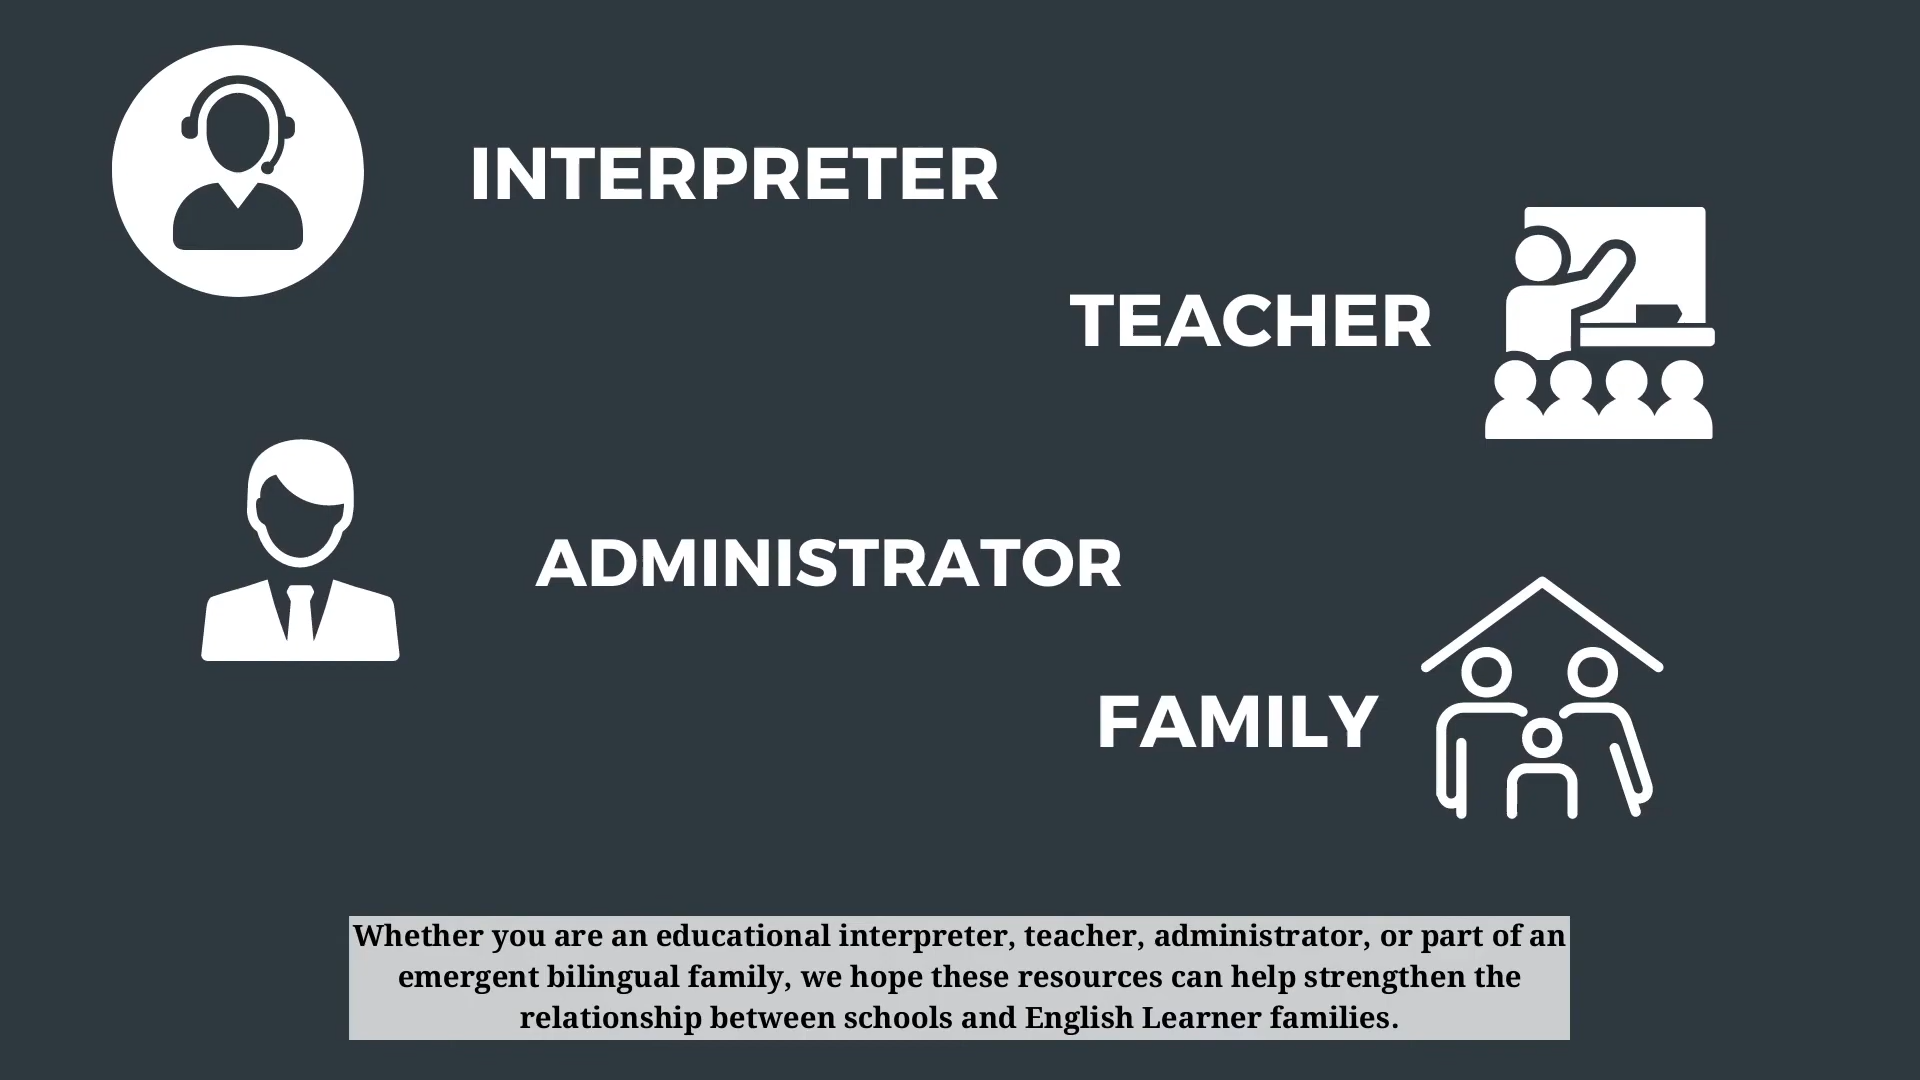 INTERPRETER
TEACHER
ADMINISTRATOR
FAMILY
Whether you are an educational interpreter, teacher, administrator, or part of an
emergent bilingual family, we hope these resources can help strengthen the
relationship between schools and English Learner families.